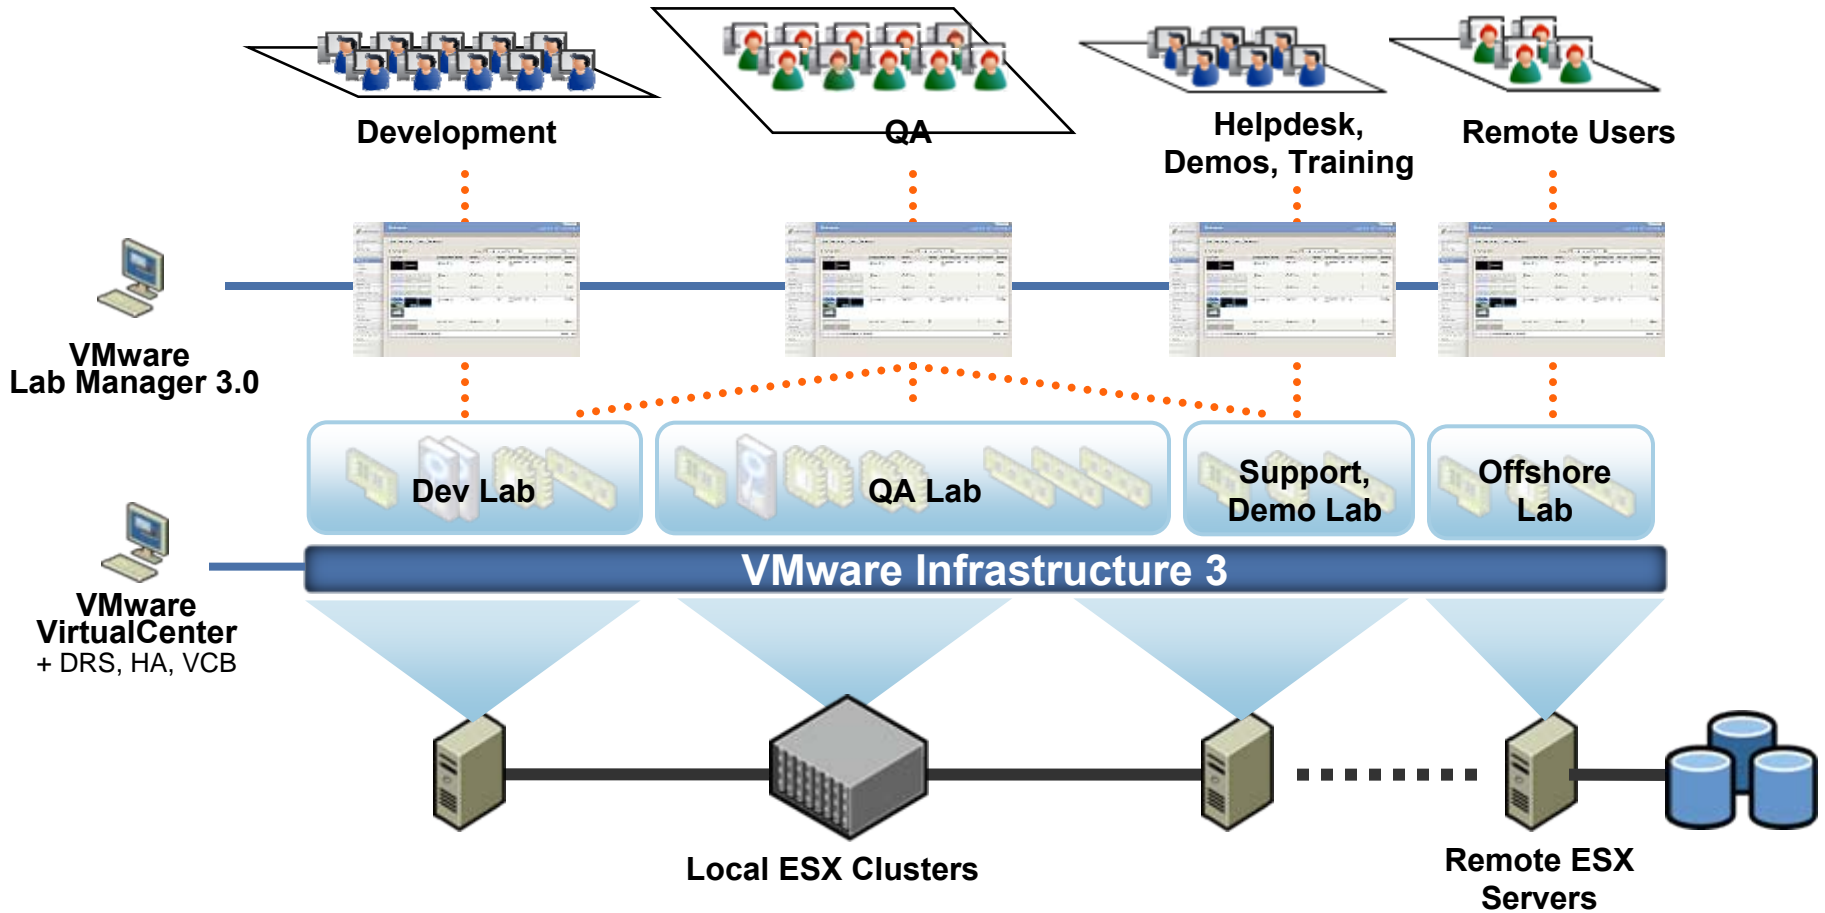 Development
QA
Helpdesk,
Demos, Training
Remote Users
VMware
Lab Manager 3.0
Dev Lab
QA Lab
Support,
Demo Lab
Offshore
Lab
VMware Infrastructure 3
VMware
VirtualCenter
+ DRS, HA, VCB
Local ESX Clusters
Remote ESX
Servers